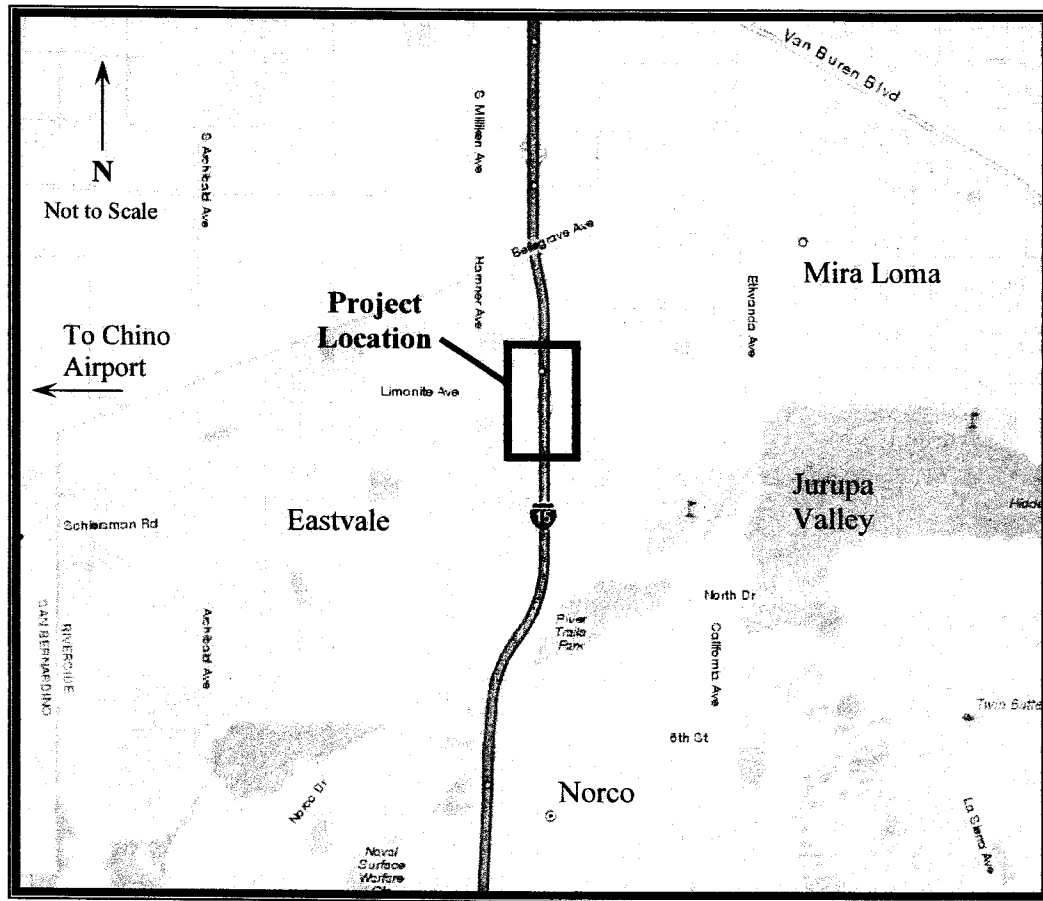 Van Buren Blvd
S Milliken Ave
S Archibald Ave
N
Not to Scale
Bellegrave Ave
Mira Loma
Hamner Ave
Etiwanda Ave
Project
Location
To Chino
Airport
Limonite Ave
Jurupa
Valley
Eastvale
15
Schleisman Rd
North Dr
River
Trails
Park
RIVERSIDE
SAN BERNARDINO
Archibald Ave
California Ave
6th St
Norco
Norco Dr
La Sierra Ave
Naval
Surface
Warfare